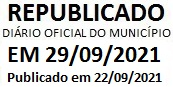 REPUBLICADO
DIÁRIO OFICIAL DO MUNICÍPIO
EM 29/09/2021
Publicado em 22/09/2021